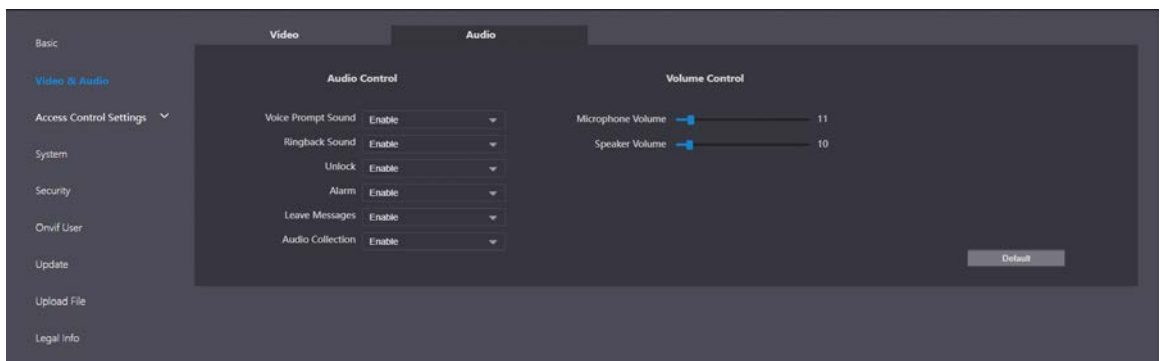 Basic
Video & Audio
Access Control Settings
System
Security
Onvif User
Update
Upload File
Legal Info
Video
Audio
Audio Control
Voice Prompt Sound Enable
Ringback Sound Enable
Unlock Enable
Alarm Enable
Leave Messages Enable
Audio Collection Enable
Volume Control
Microphone Volume 11
Speaker Volume 10
Default